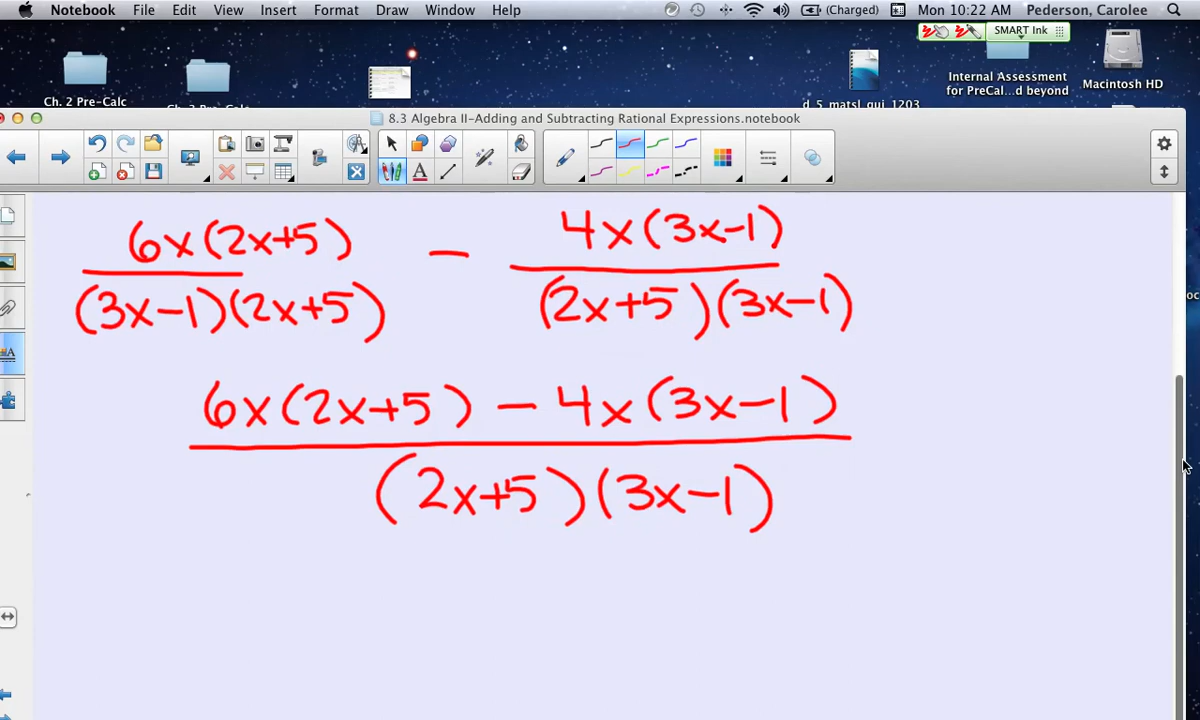 Notebook File Edit View Insert Format Draw Window Help (Charged) Mon 10:22 AM Pederson, Carolee
SMART Ink
Ch. 2 Pre-Calc
d_5_matsl_gui_1203
Internal Assessment
for PreCal...d beyond
Macintosh HD
8.3 Algebra II-Adding and Subtracting Rational Expressions.notebook
6x(2x+5) − 4x(3x−1)
(3x−1)(2x+5) (2x+5)(3x−1)
6x(2x+5) − 4x(3x−1)
(2x+5)(3x−1)